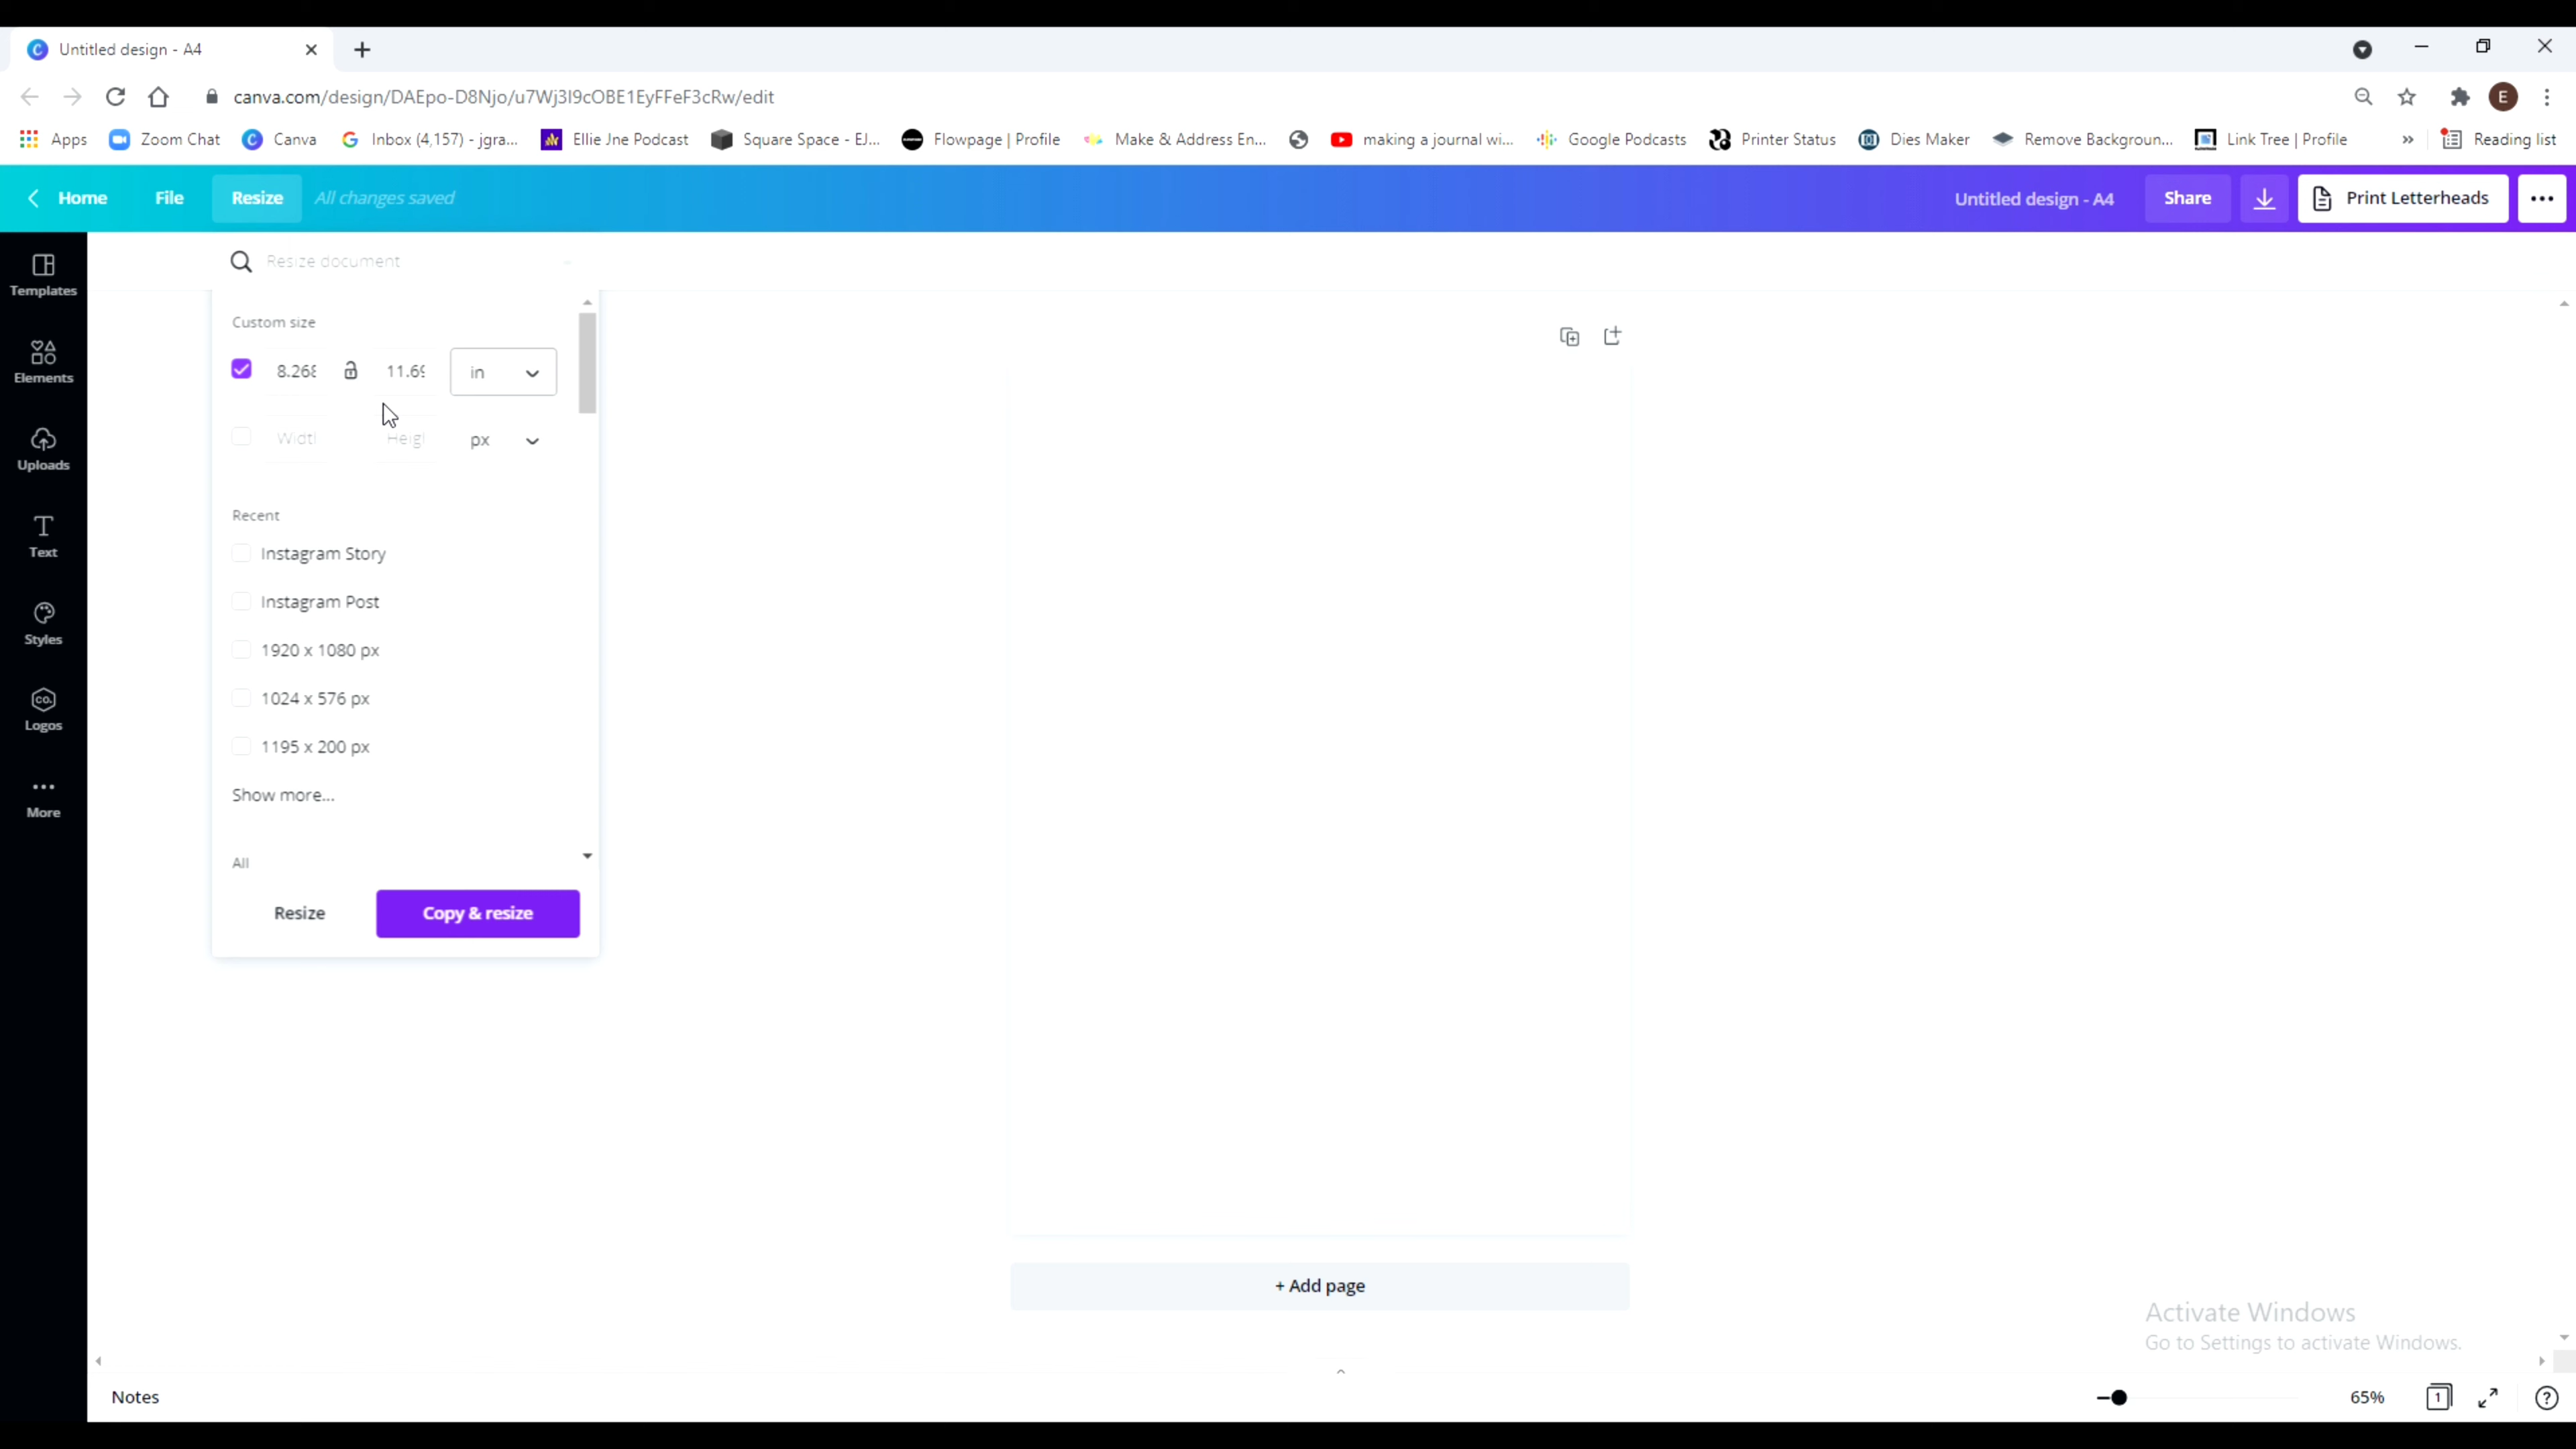 Untitled design - A4
canva.com/design/DAEpo-D8Njo/u7Wj3I9cOBE1EyFFeF3cRw/edit
E
Apps Zoom Chat Canva Inbox (4,157) - jgra... Ellie Jne Podcast Square Space - EJ... Flowpage | Profile Make & Address En... making a journal wi... Google Podcasts Printer Status Dies Maker Remove Backgroun... Link Tree | Profile » Reading list
Home File Resize All changes saved Untitled design - A4 Share Print Letterheads
Templates
Elements
Uploads
Text
Styles
CO.
Logos
More
Resize document
Custom size
8.268 11.69 in
Widtl Heigl px
Recent
Instagram Story
Instagram Post
1920 x 1080 px
1024 x 576 px
1195 x 200 px
Show more...
All
Resize Copy & resize
+ Add page
Activate Windows
Go to Settings to activate Windows.
Notes 65% 1 ?